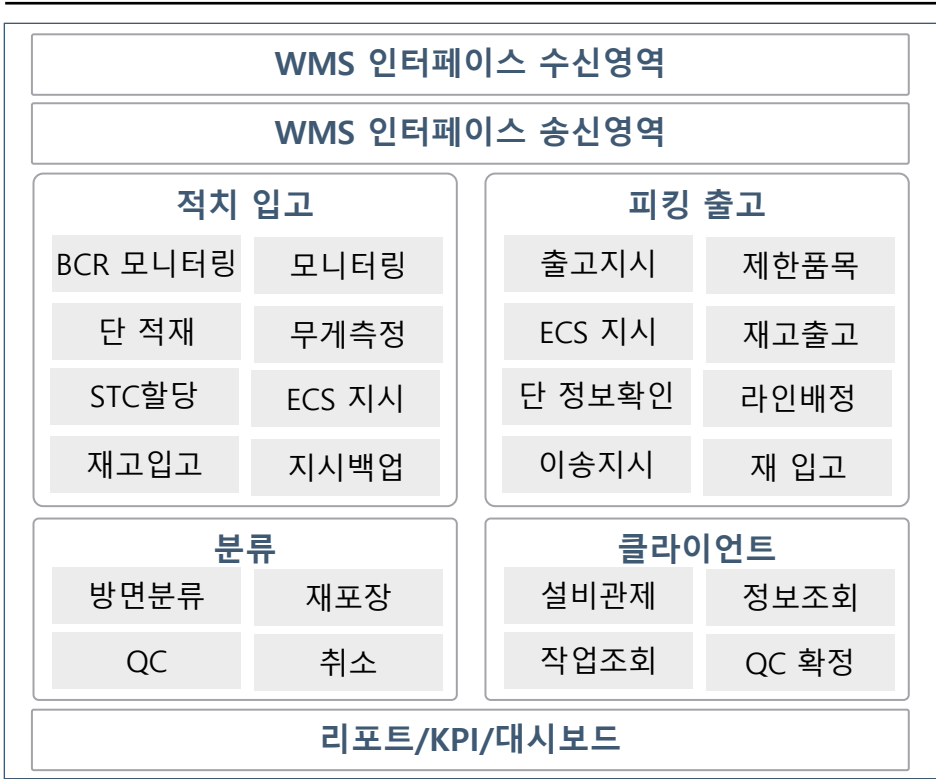 WMS 인터페이스 수신영역
WMS 인터페이스 송신영역
적치 입고
BCR 모니터링
모니터링
단 적재
무게측정
STC할당
ECS 지시
재고입고
지시백업
피킹 출고
출고지시
제한품목
ECS 지시
재고출고
단 정보확인
라인배정
이송지시
재 입고
분류
방면분류
재포장
QC
취소
클라이언트
설비관제
정보조회
작업조회
QC 확정
리포트/KPI/대시보드